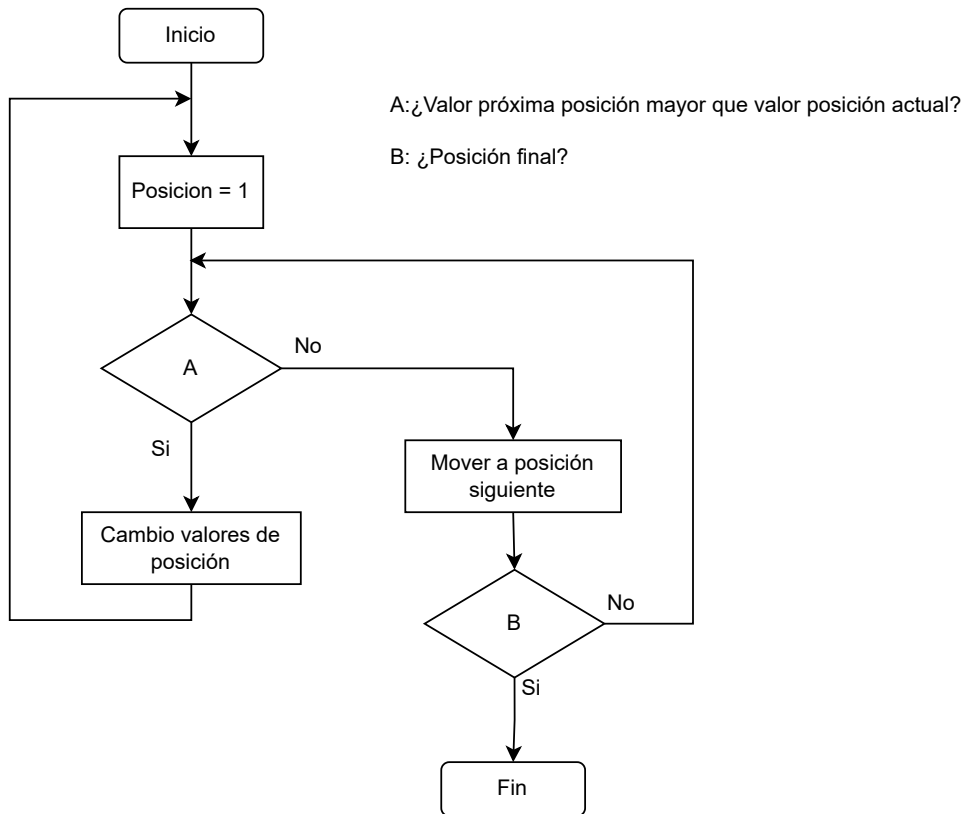 Inicio
A:¿Valor próxima posición mayor que valor posición actual?
B: ¿Posición final?
Posicion = 1
No
A
Si
Mover a posición
siguiente
Cambio valores de
posición
No
B
Si
Fin